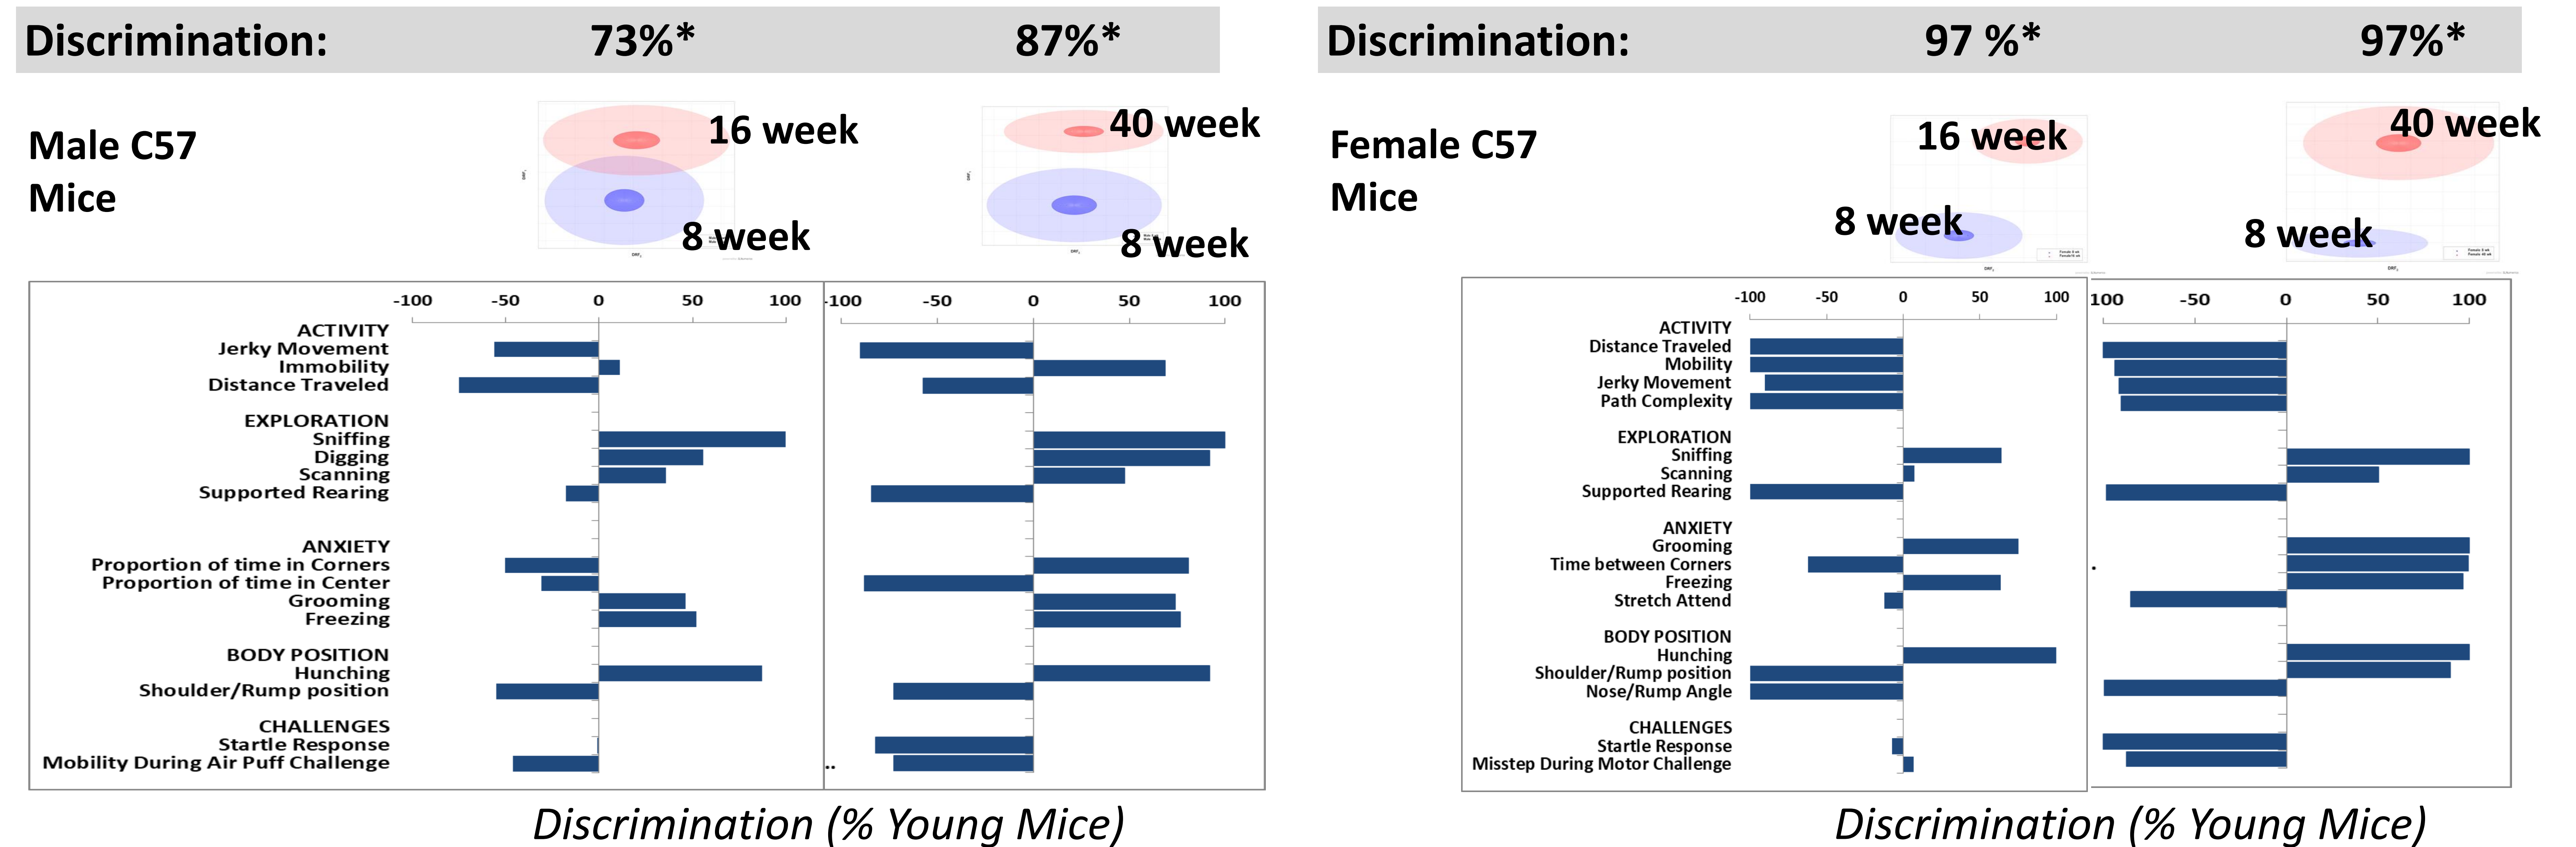 Discrimination: 73%* 87%*
Male C57
Mice
16 week
8 week
40 week
8 week
-100 -50 0 50 100
-100 -50 0 50 100
ACTIVITY
Jerky Movement
Immobility
Distance Traveled
EXPLORATION
Sniffing
Digging
Scanning
Supported Rearing
ANXIETY
Proportion of time in Corners
Proportion of time in Center
Grooming
Freezing
BODY POSITION
Hunching
Shoulder/Rump position
CHALLENGES
Startle Response
Mobility During Air Puff Challenge
..
Discrimination (% Young Mice)
Discrimination: 97 %* 97%*
Female C57
Mice
16 week
8 week
40 week
8 week
-100 -50 0 50 100
100 -50 0 50 100
ACTIVITY
Distance Traveled
Mobility
Jerky Movement
Path Complexity
EXPLORATION
Sniffing
Scanning
Supported Rearing
ANXIETY
Grooming
Time between Corners
Freezing
Stretch Attend
BODY POSITION
Hunching
Shoulder/Rump position
Nose/Rump Angle
CHALLENGES
Startle Response
Misstep During Motor Challenge
.
Discrimination (% Young Mice)